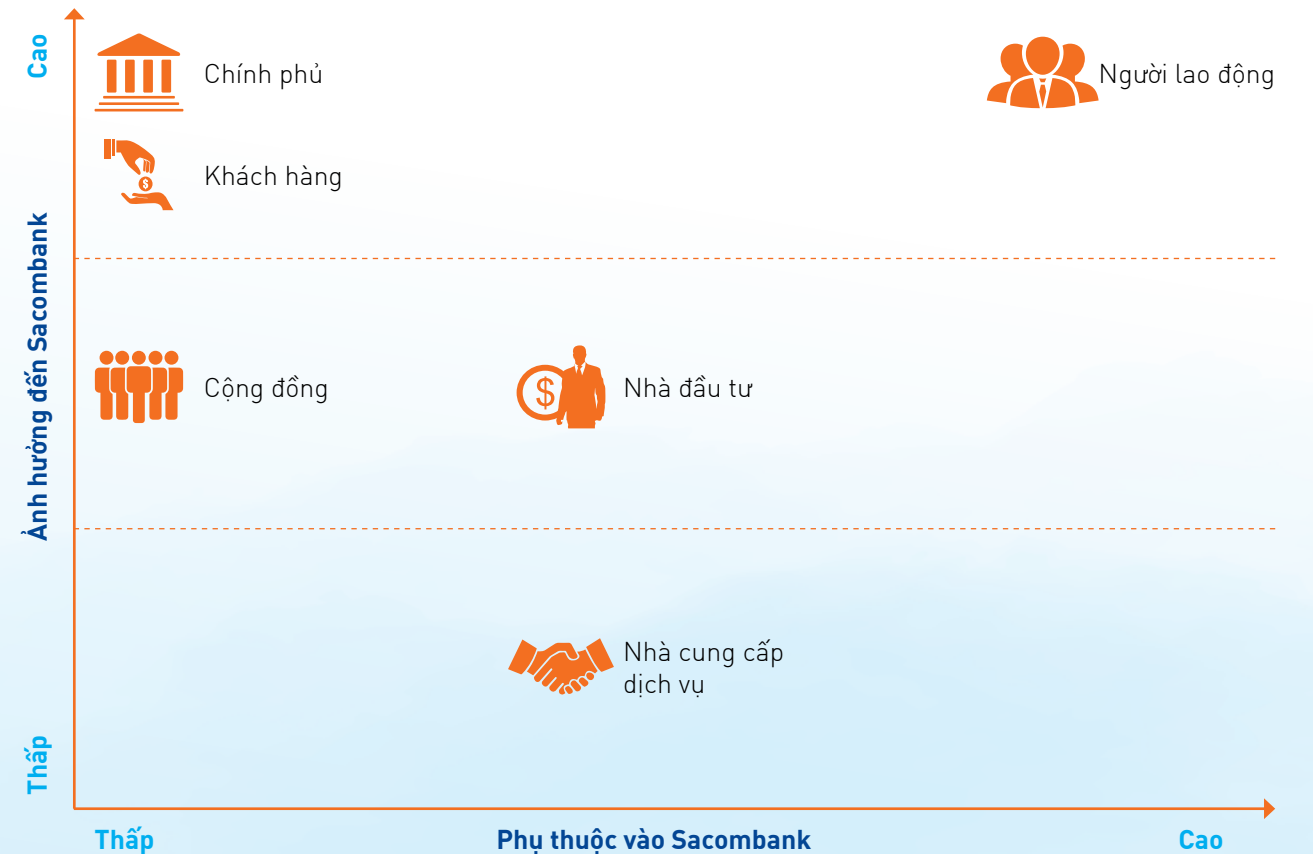 Cao
Chính phủ
Người lao động
$
Khách hàng
Ảnh hưởng đến Sacombank
Cộng đồng
$
Nhà đầu tư
Nhà cung cấp
dịch vụ
Thấp
Thấp
Phụ thuộc vào Sacombank
Cao